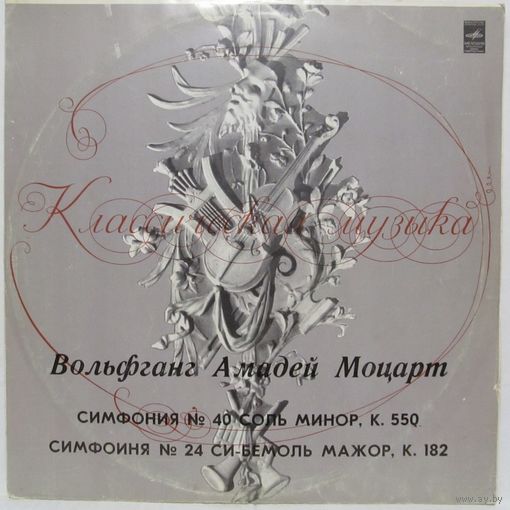 Классическая музыка
Вольфганг Амадей Моцарт
СИМФОНИЯ № 40 СОЛЬ МИНОР, К. 550
СИМФОИНЯ № 24 СИ-БЕМОЛЬ МАЖОР, К. 182
www.ay.by